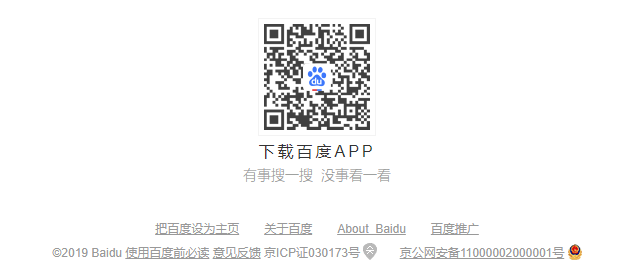 du
下载百度APP
有事搜一搜 没事看一看
把百度设为主页 关于百度 About Baidu 百度推广
©2019 Baidu 使用百度前必读 意见反馈 京ICP证030173号 京公网安备11000002000001号